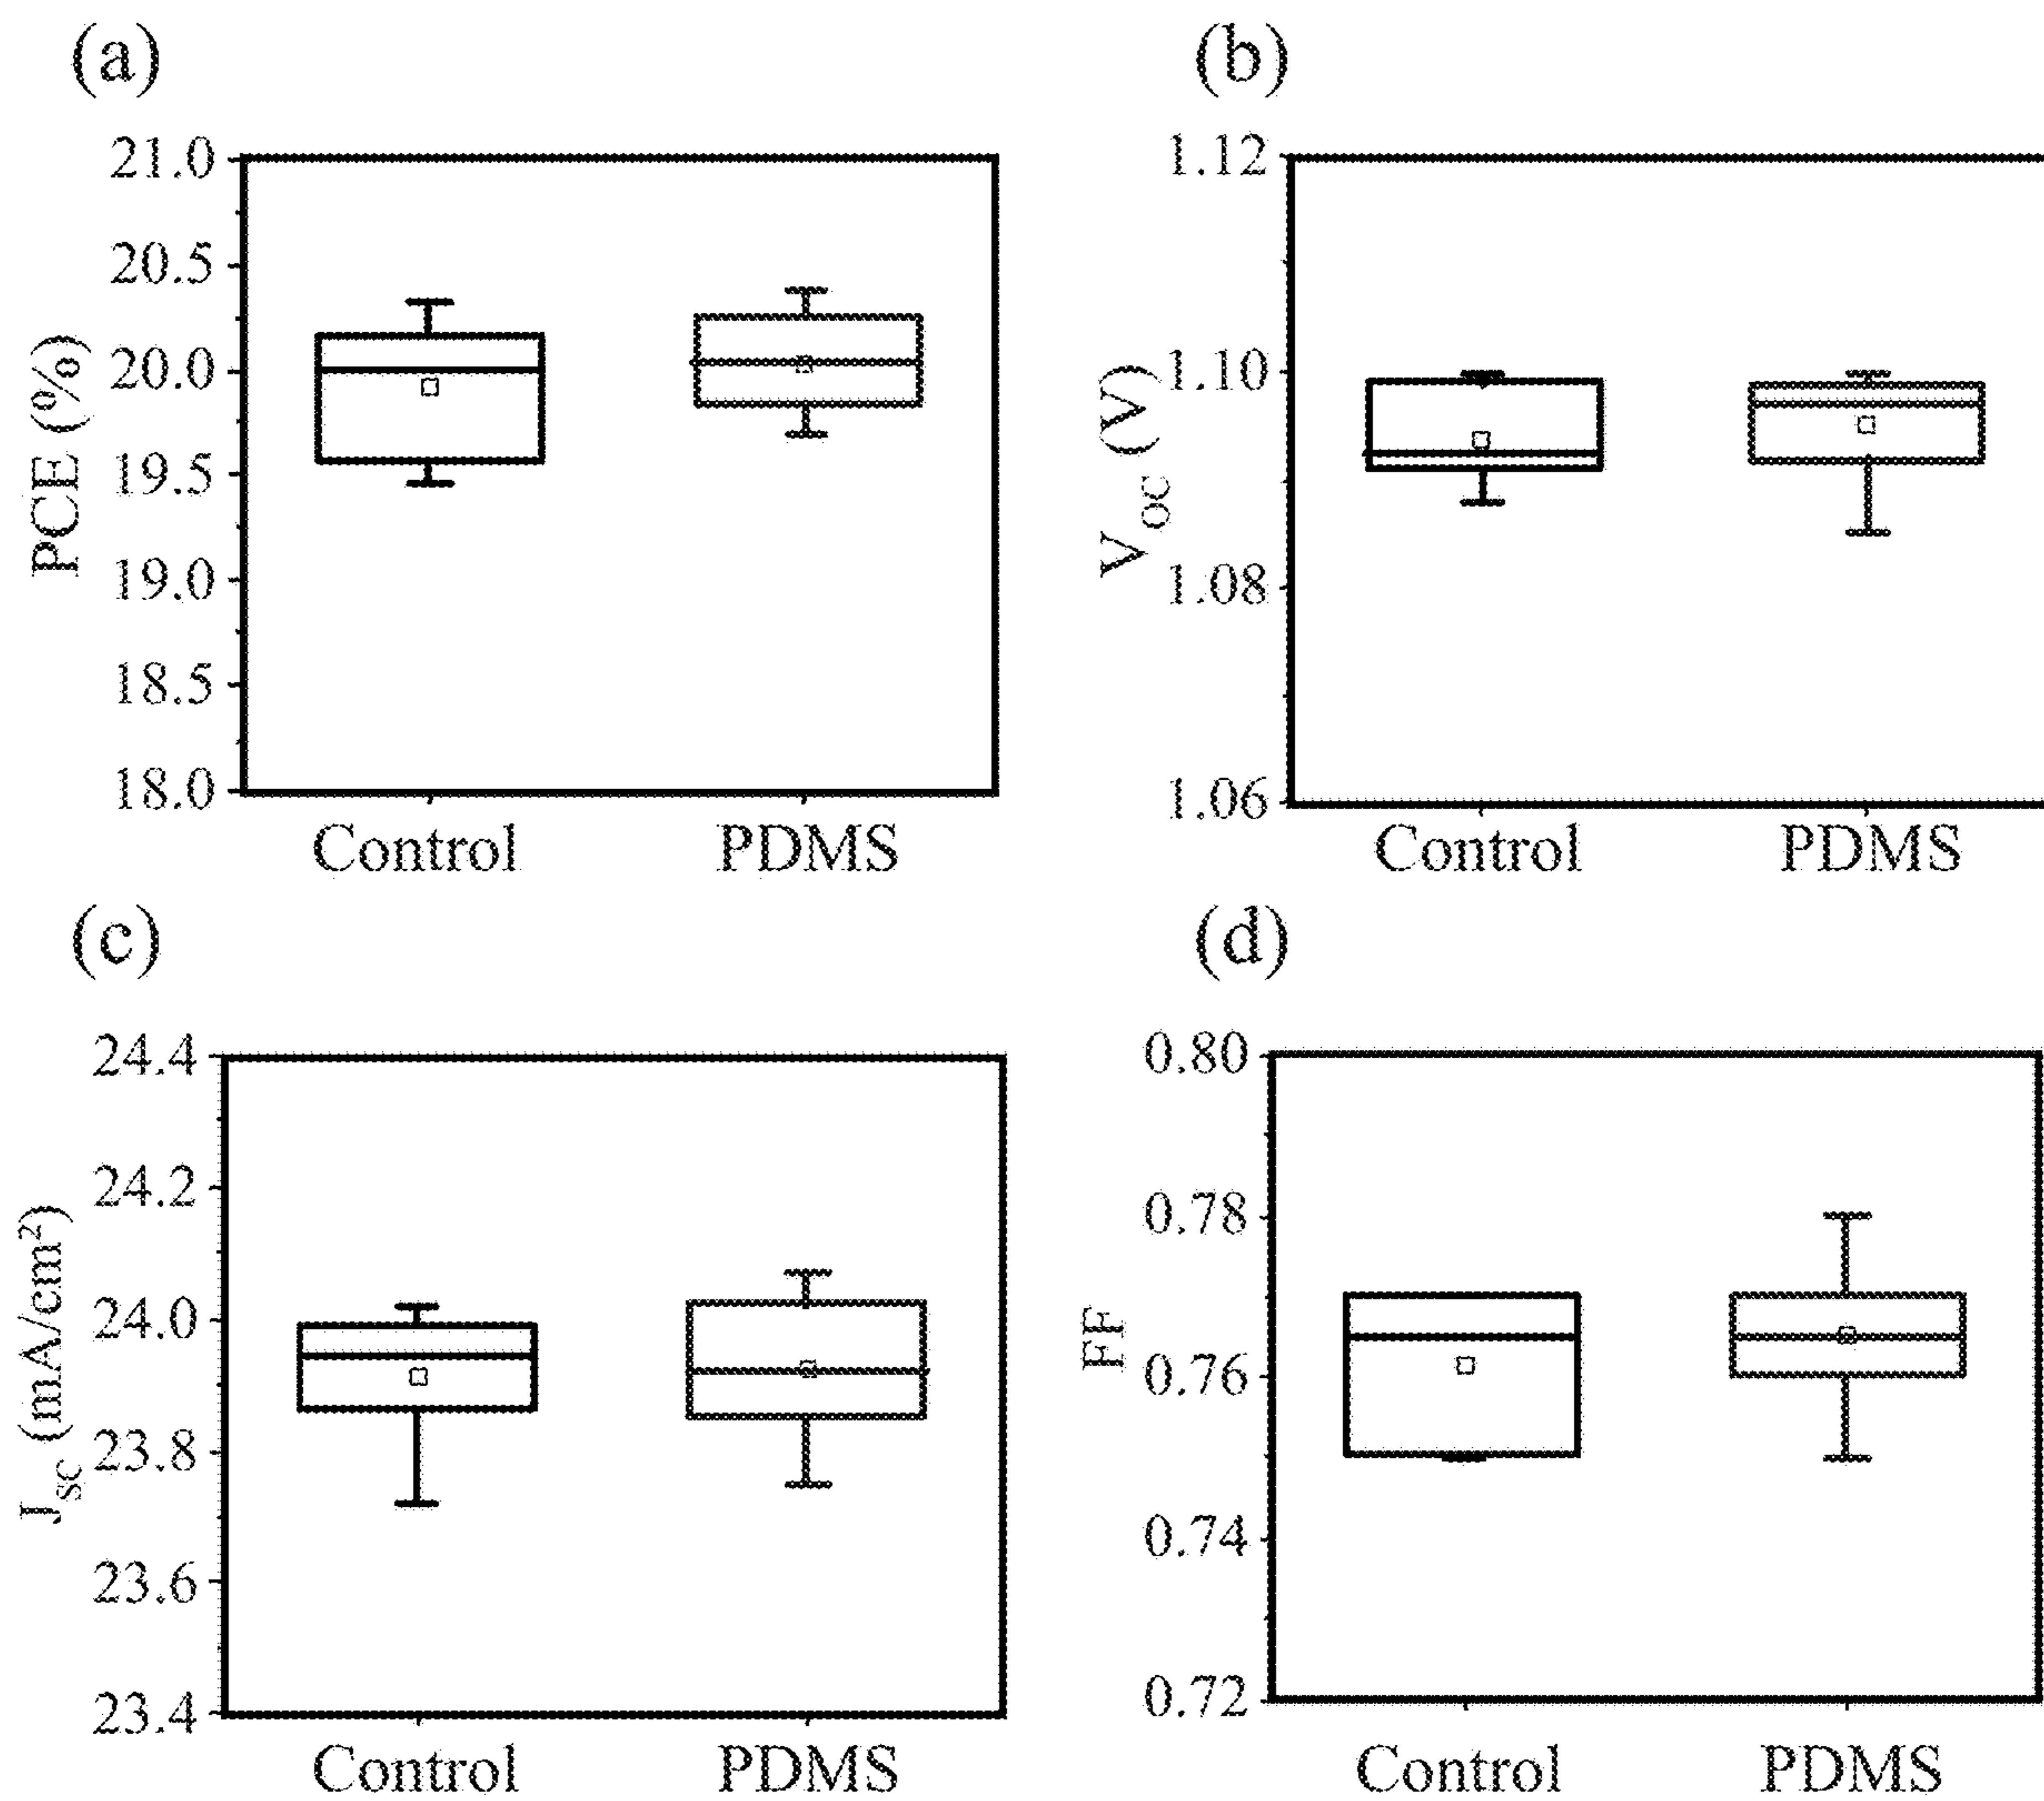 (a)
21.0
20.5
20.0
19.5
19.0
18.5
18.0
PCE (%)
Control PDMS
(b)
1.12
1.10
1.08
1.06
V_OC (V)
Control PDMS
(c)
24.4
24.2
24.0
23.8
23.6
23.4
J_SC (mA/cm²)
Control PDMS
(d)
0.80
0.78
0.76
0.74
0.72
FF
Control PDMS